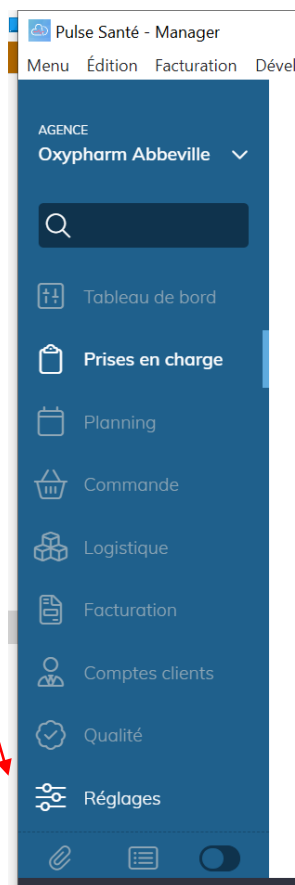 Pulse Santé - Manager
Menu Édition Facturation
AGENCE
Oxypharm Abbeville
Tableau de bord
Prises en charge
Planning
Commande
Logistique
Facturation
Comptes clients
Qualité
Réglages